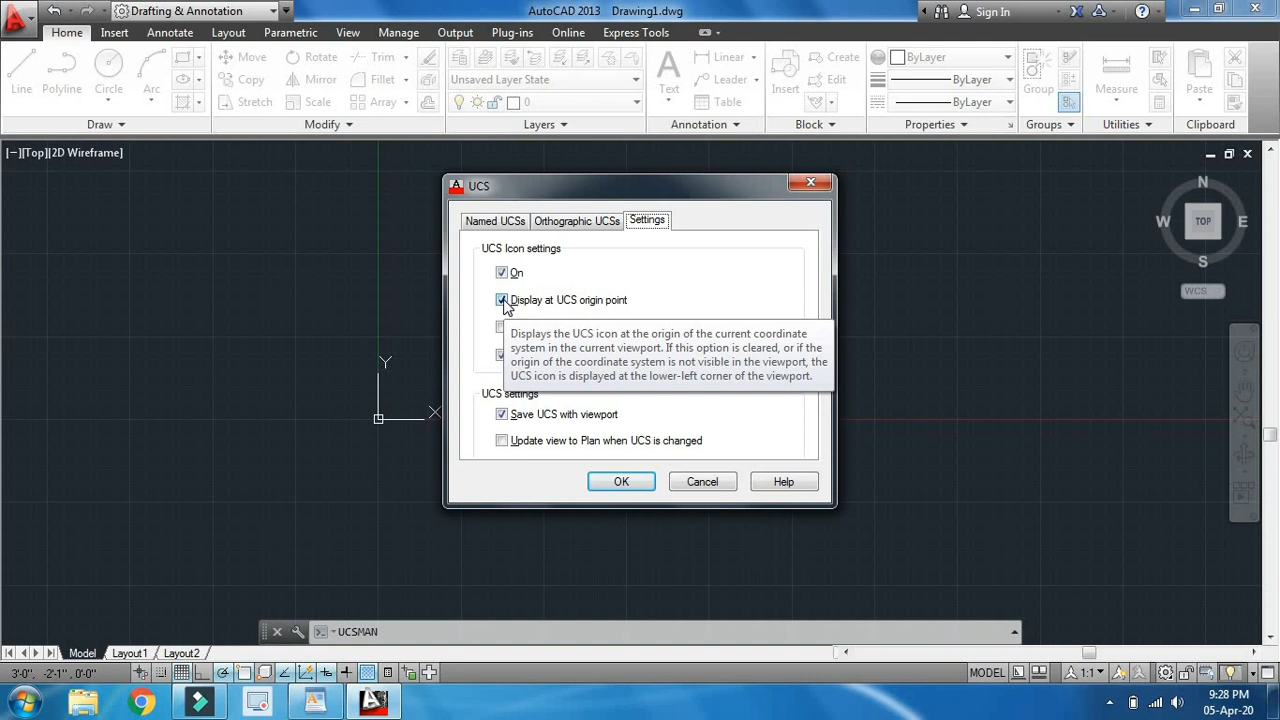 Drafting & Annotation
AutoCAD 2013 Drawing1.dwg
Sign In
Home Insert Annotate Layout Parametric View Manage Output Plug-ins Online Express Tools
Line
Polyline
Circle
Arc
Move
Copy
Stretch
Rotate
Mirror
Scale
Trim
Fillet
Array
Unsaved Layer State
0
Text
Linear
Leader
Table
Insert
Create
Edit
ByLayer
ByLayer
ByLayer
Group
Measure
Paste
Draw
Modify
Layers
Annotation
Block
Properties
Groups
Utilities
Clipboard
[−][Top][2D Wireframe]
N
W TOP E
S
WCS
Y
X
UCS
Named UCSs Orthographic UCSs Settings
UCS Icon settings
On
Display at UCS origin point
Displays the UCS icon at the origin of the current coordinate
system in the current viewport. If this option is cleared, or if the
origin of the coordinate system is not visible in the viewport, the
UCS icon is displayed at the lower-left corner of the viewport.
UCS settings
Save UCS with viewport
Update view to Plan when UCS is changed
OK Cancel Help
UCSMAN
Model Layout1 Layout2
3'-0", -2'-1", 0'-0"
MODEL
1:1
9:28 PM
05-Apr-20